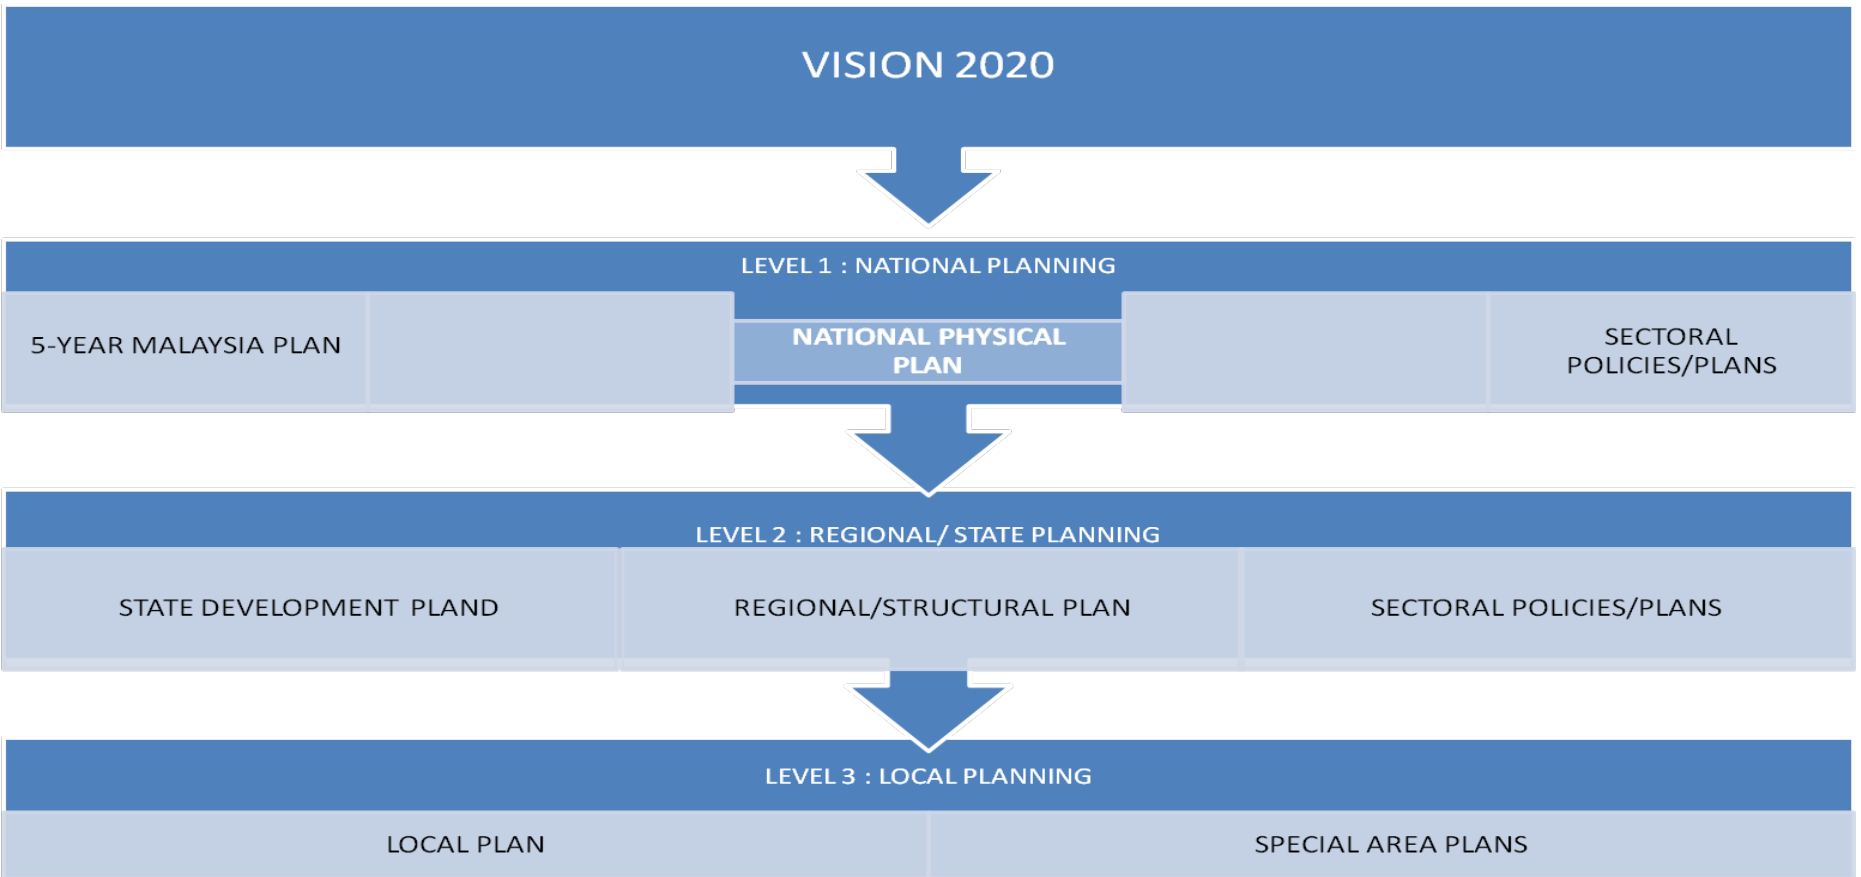 VISION 2020
LEVEL 1 : NATIONAL PLANNING
5-YEAR MALAYSIA PLAN
NATIONAL PHYSICAL
PLAN
SECTORAL
POLICIES/PLANS
LEVEL 2 : REGIONAL/ STATE PLANNING
STATE DEVELOPMENT PLAND
REGIONAL/STRUCTURAL PLAN
SECTORAL POLICIES/PLANS
LEVEL 3 : LOCAL PLANNING
LOCAL PLAN
SPECIAL AREA PLANS